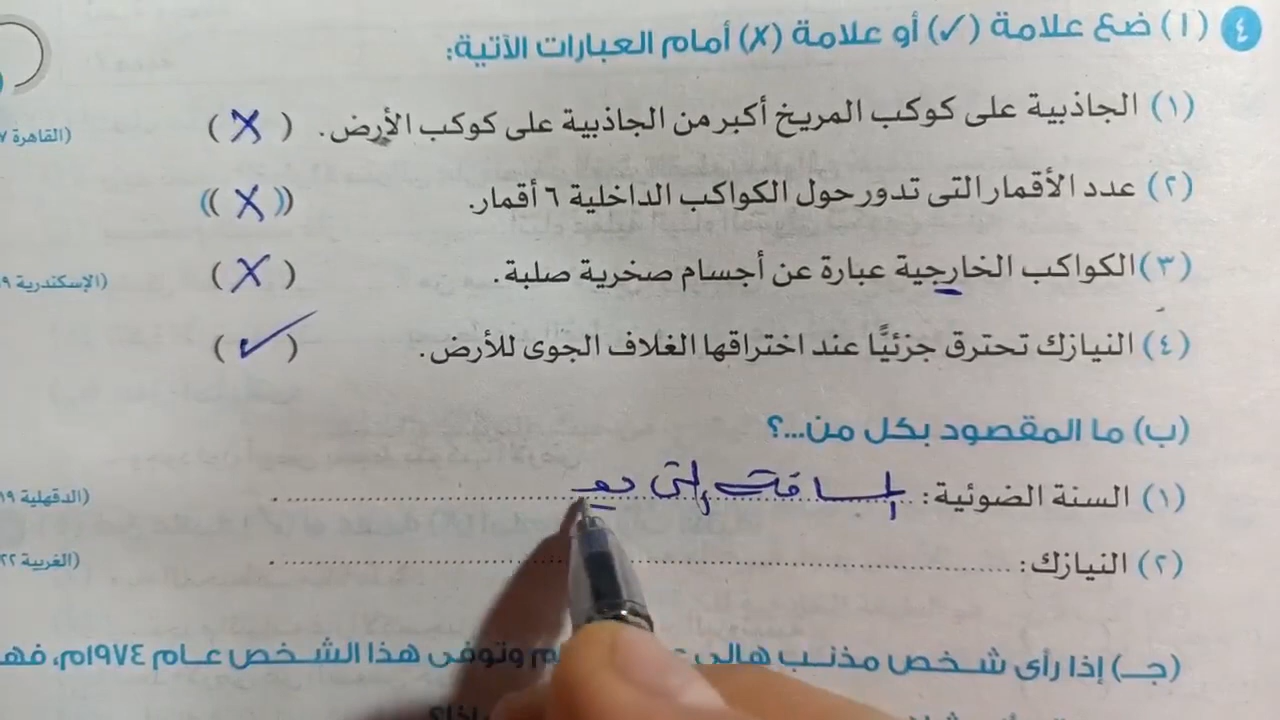 ٤ (ا) ضع علامة (✓) أو علامة (X) أمام العبارات الآتية:
(١) الجاذبية على كوكب المريخ أكبر من الجاذبية على كوكب الأرض. (X) (القاهرة
(٢) عدد الأقمار التى تدور حول الكواكب الداخلية ٦ أقمار. (X)
(٣) الكواكب الخارجية عبارة عن أجسام صخرية صلبة. (X) (الإسكندرية ١٩
(٤) النيازك تحترق جزئيًّا عند اختراقها الغلاف الجوى للأرض. (✓)
(ب) ما المقصود بكل من...؟
(١) السنة الضوئية: المسافة التى (الدقهلية ١٩
(٢) النيازك: (الغربية ٢٢
(جـ) إذا رأى شخص مذنب هالى وتوفى هذا الشخص عام ١٩٧٤م، فه